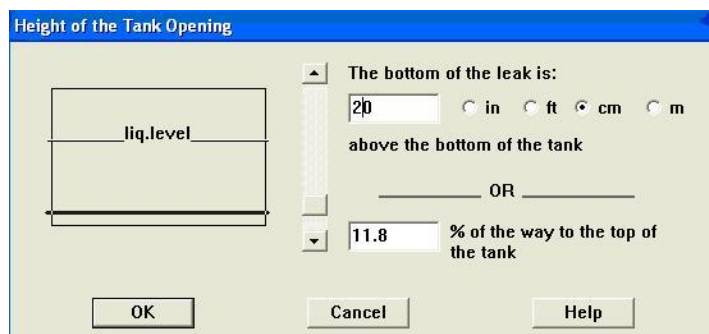 Height of the Tank Opening
liq.level
The bottom of the leak is:
20 in ft cm m
above the bottom of the tank
OR
11.8 % of the way to the top of
the tank
OK Cancel Help